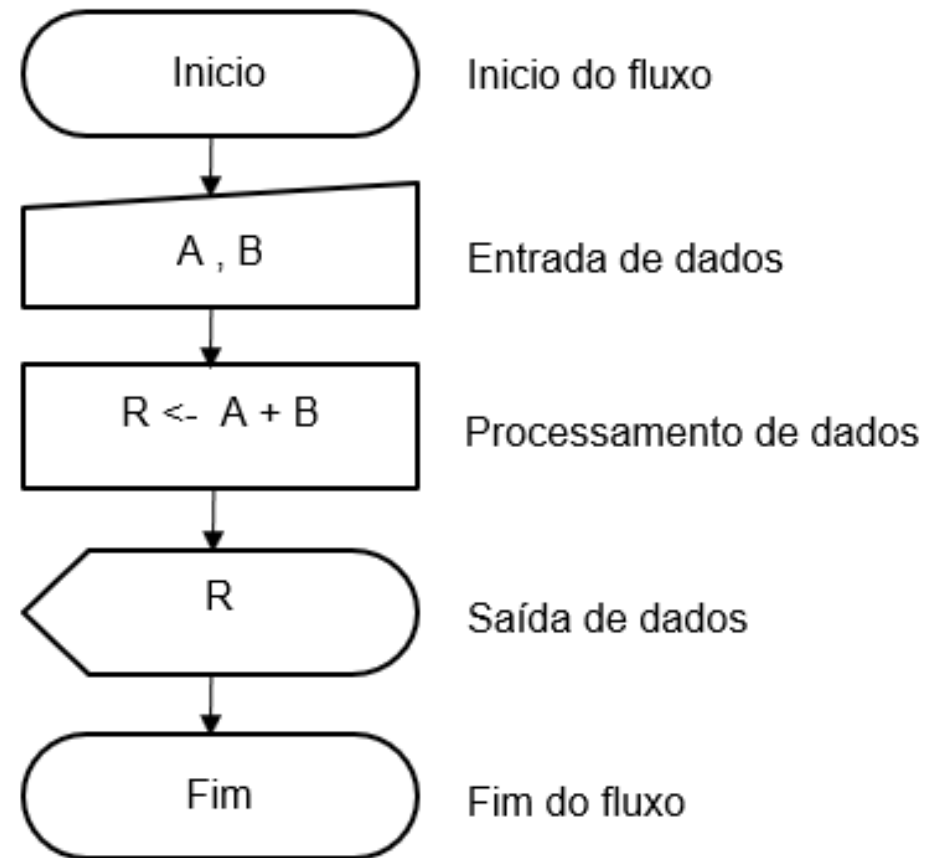 Inicio
Inicio do fluxo
A , B
Entrada de dados
R <- A + B
Processamento de dados
R
Saída de dados
Fim
Fim do fluxo